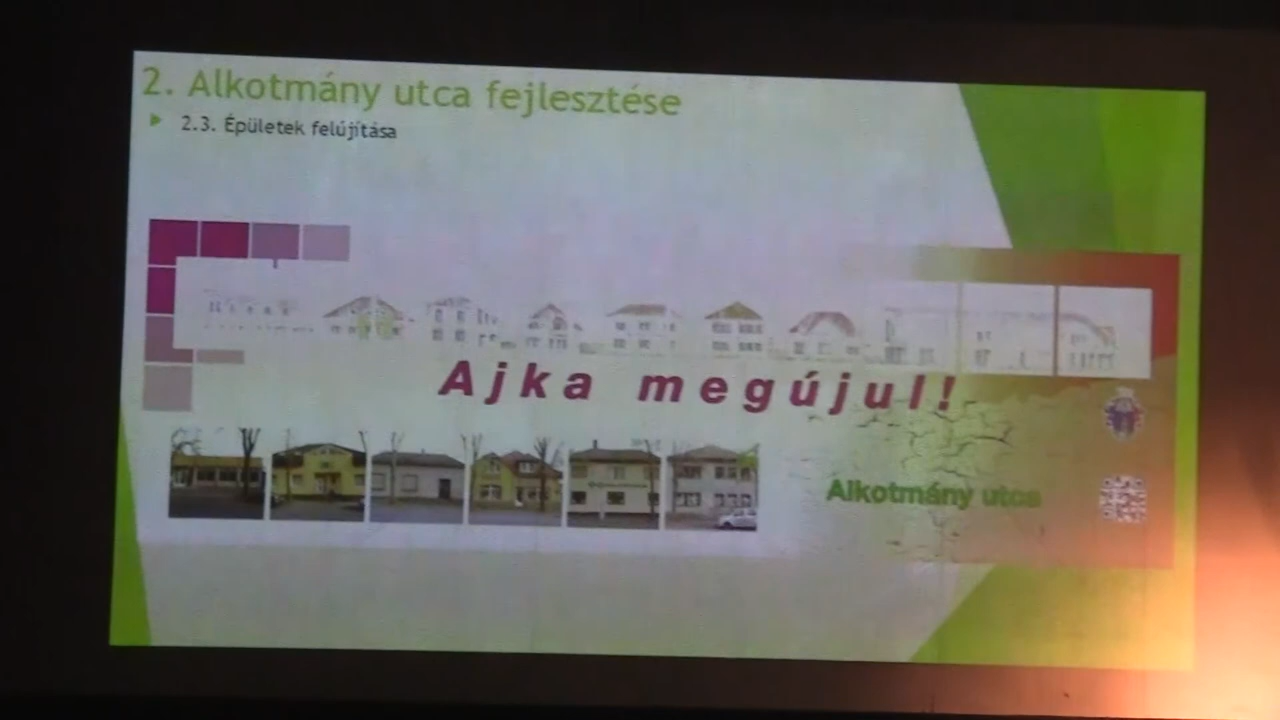 2. Alkotmány utca fejlesztése
2.3. Épületek felújítása
Ajka megújul!
Alkotmány utca